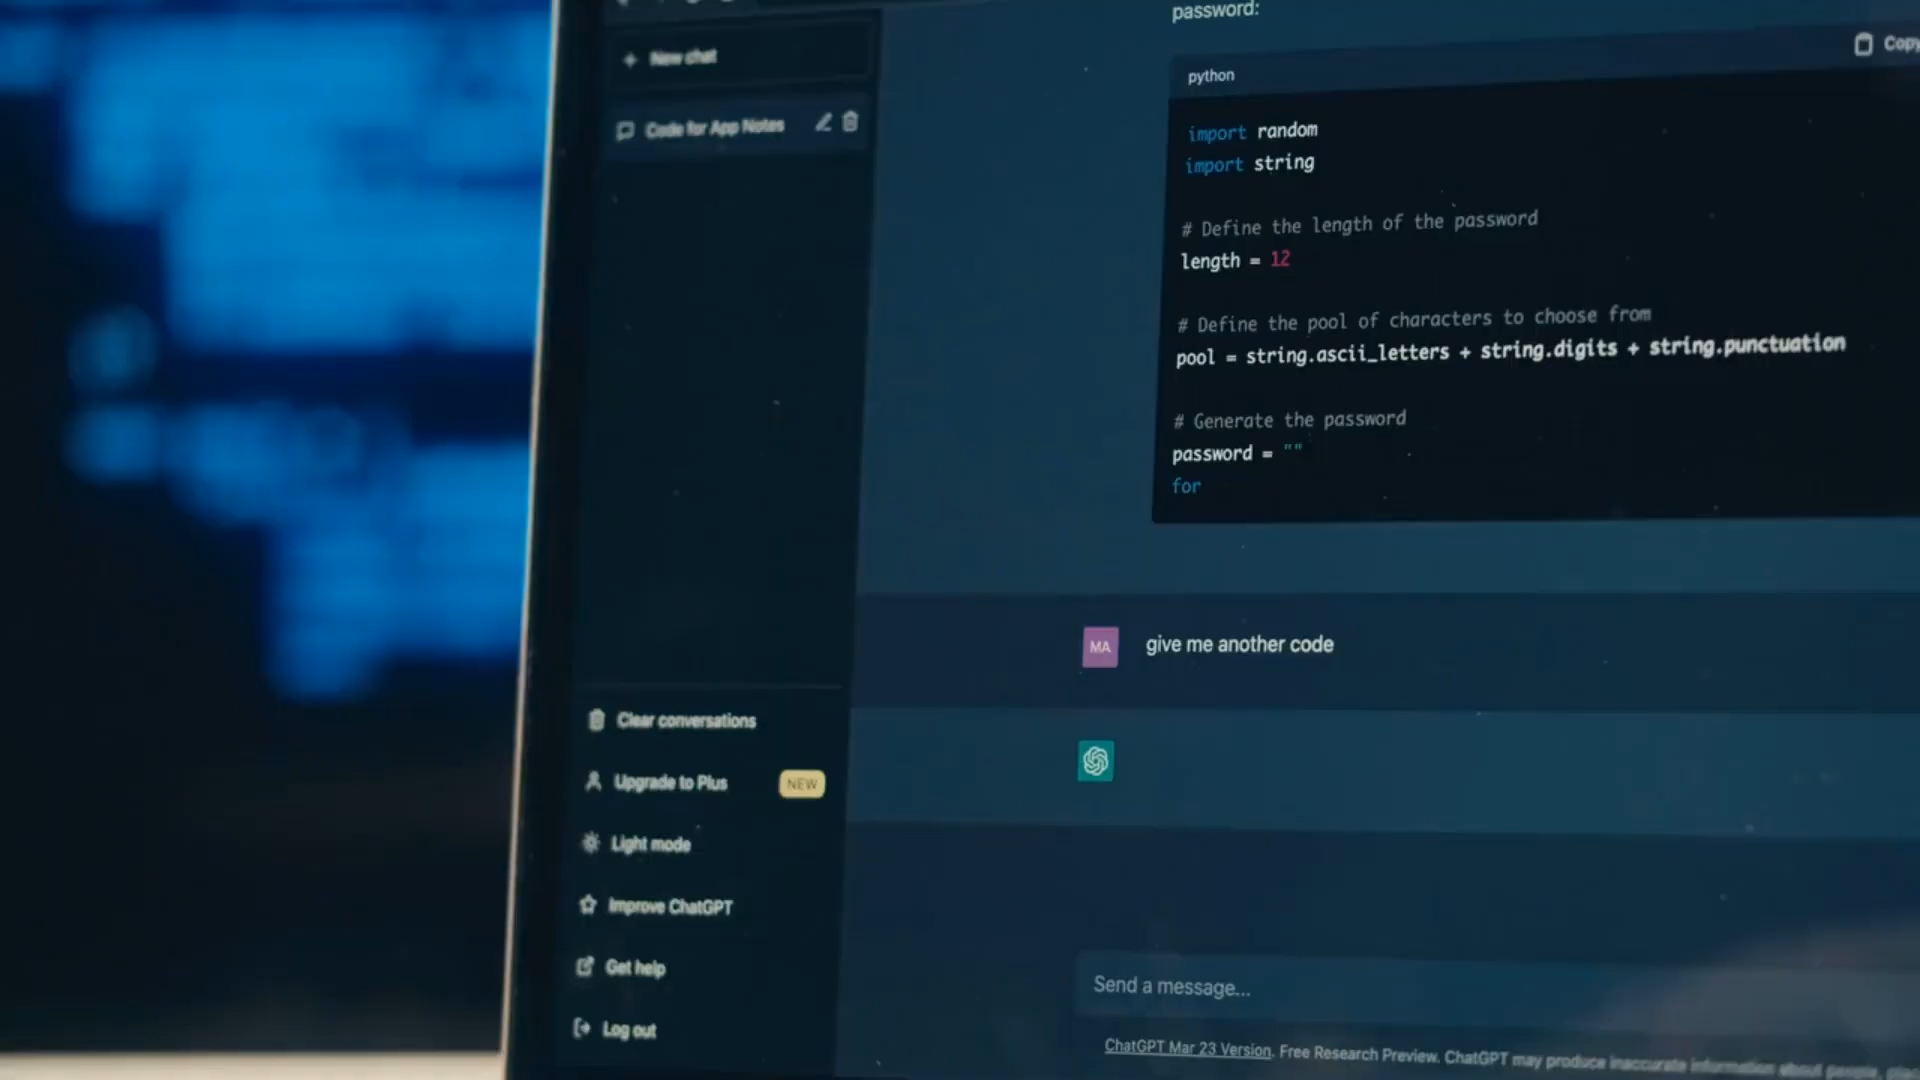 New chat
Code for App Notes
Clear conversations
Upgrade to Plus NEW
Light mode
Improve ChatGPT
Get help
Log out
password:
python Copy
import random
import string
# Define the length of the password
length = 12
# Define the pool of characters to choose from
pool = string.ascii_letters + string.digits + string.punctuation
# Generate the password
password = ""
for
MA give me another code
Send a message...
ChatGPT Mar 23 Version. Free Research Preview. ChatGPT may produce inaccurate information about people,